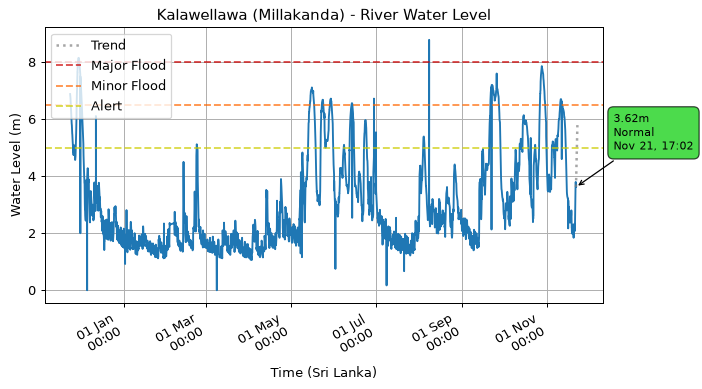 Kalawellawa (Millakanda) - River Water Level
Trend
Major Flood
Minor Flood
Alert
3.62m
Normal
Nov 21, 17:02
Water Level (m)
8
6
4
2
0
01 Jan
00:00
01 Mar
00:00
01 May
00:00
01 Jul
00:00
01 Sep
00:00
01 Nov
00:00
Time (Sri Lanka)